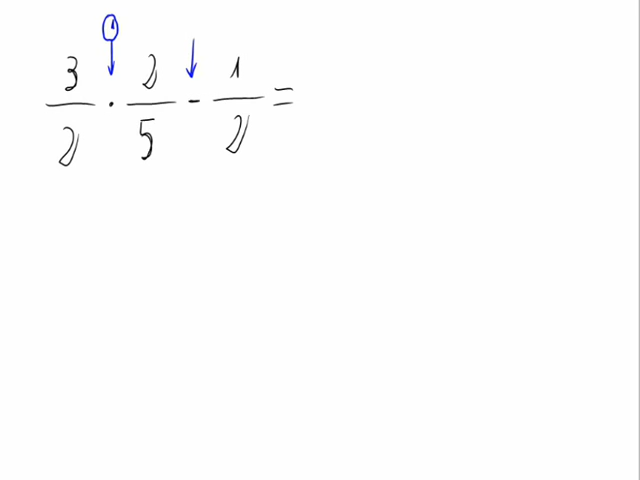 1
3/2 · 2/5 - 1/2 =